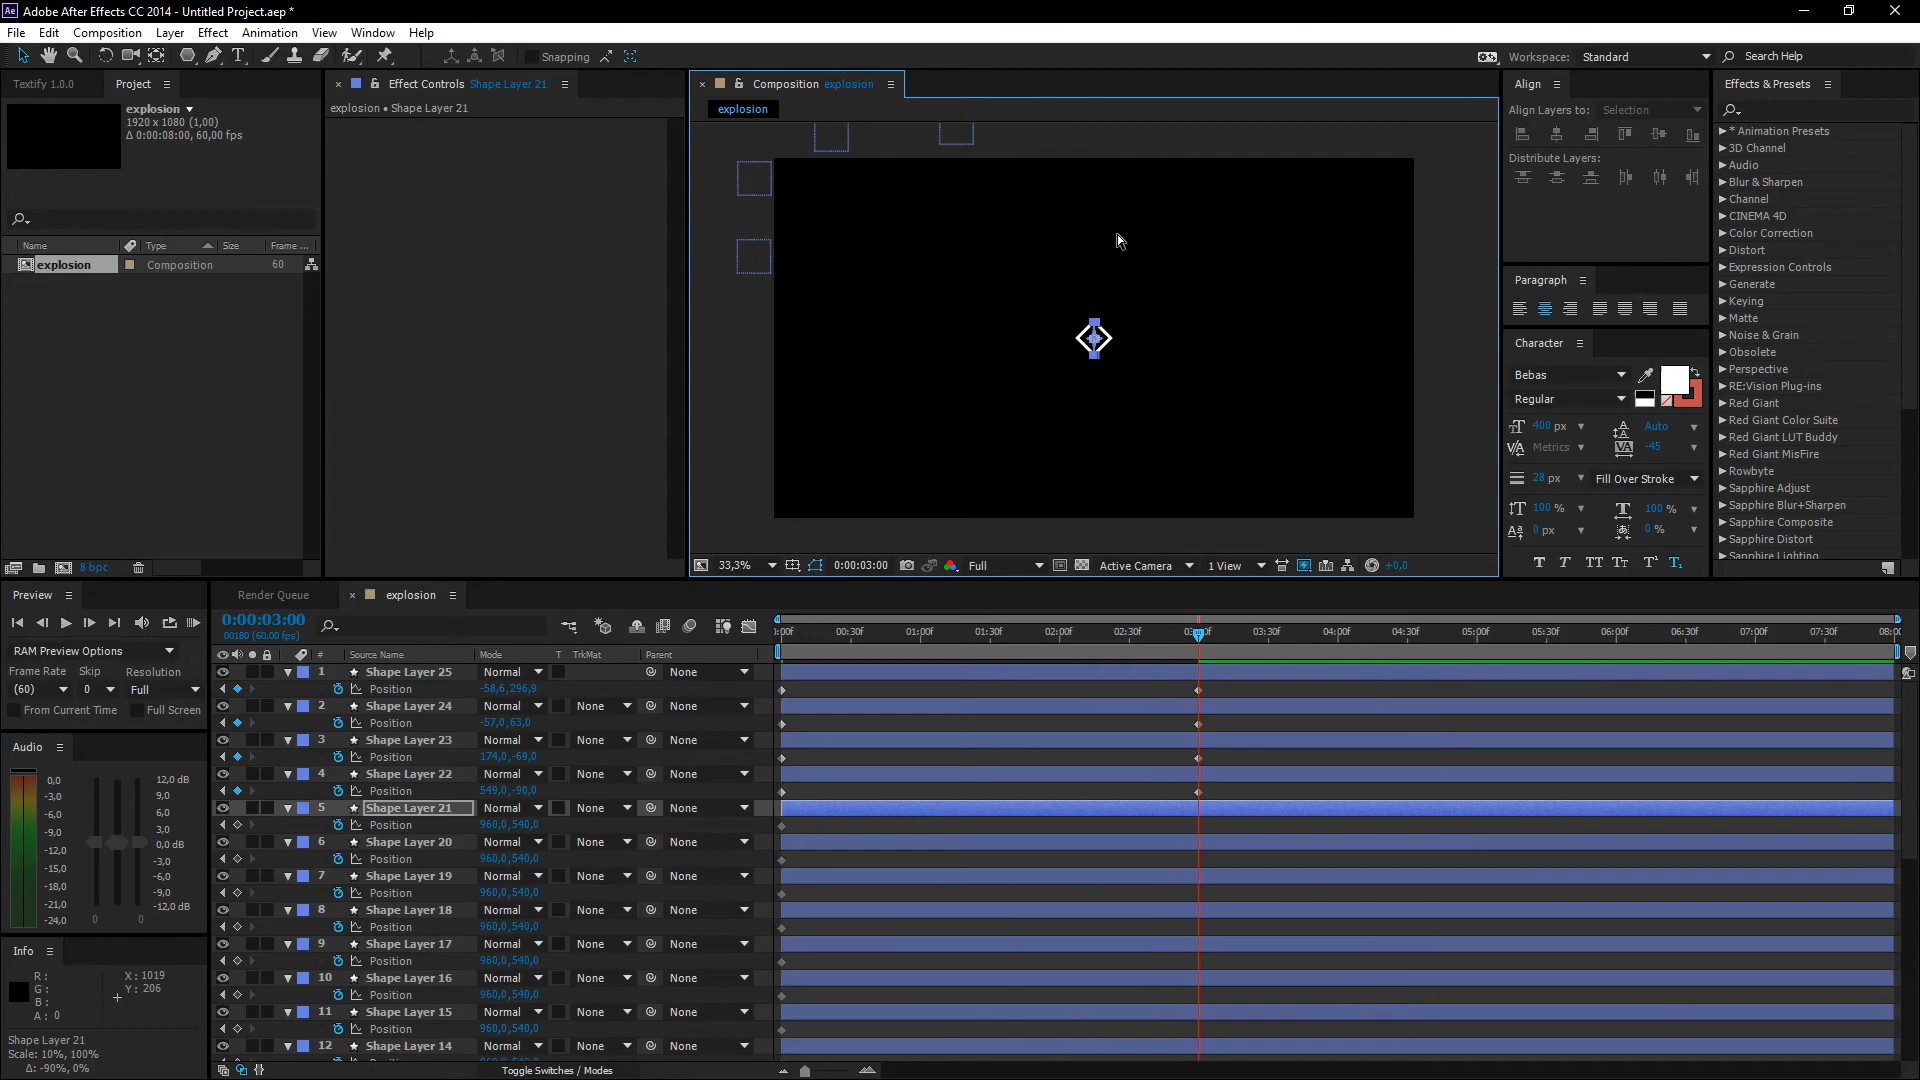 Ae Adobe After Effects CC 2014 - Untitled Project.aep *
File Edit Composition Layer Effect Animation View Window Help
Snapping
Workspace: Standard
Search Help
Textify 1.0.0 Project
explosion
1920 x 1080 (1,00)
Δ 0:00:08:00, 60,00 fps
Name Type Size Frame ...
explosion Composition 60
8 bpc
Effect Controls Shape Layer 21
explosion • Shape Layer 21
Composition explosion
explosion
33,3% 0:00:03:00 Full Active Camera 1 View +0,0
Align
Align Layers to: Selection
Distribute Layers:
Paragraph
Character
Bebas
Regular
400 px Auto
Metrics -45
28 px Fill Over Stroke
100 % 100 %
0 px 0 %
T T TT Tт T¹ T₁
Effects & Presets
* Animation Presets
3D Channel
Audio
Blur & Sharpen
Channel
CINEMA 4D
Color Correction
Distort
Expression Controls
Generate
Keying
Matte
Noise & Grain
Obsolete
Perspective
RE:Vision Plug-ins
Red Giant
Red Giant Color Suite
Red Giant LUT Buddy
Red Giant MisFire
Rowbyte
Sapphire Adjust
Sapphire Blur+Sharpen
Sapphire Composite
Sapphire Distort
Sapphire Lighting
Preview
RAM Preview Options
Frame Rate Skip Resolution
(60) 0 Full
From Current Time Full Screen
Audio
0,0 12,0 dB
-3,0 9,0
-6,0 6,0
-9,0 3,0
-12,0 0,0 dB
-15,0 -3,0
-18,0 -6,0
-21,0 -9,0
-24,0 -12,0 dB
0 0
Info
R : X : 1019
G : Y : 206
B :
A : 0
Shape Layer 21
Scale: 10%, 100%
Δ: -90%, 0%
Render Queue explosion
0:00:03:00
00180 (60.00 fps)
:00f 00:30f 01:00f 01:30f 02:00f 02:30f 03:30f 04:00f 04:30f 05:00f 05:30f 06:00f 06:30f 07:00f 07:30f 08:00
# Source Name Mode T TrkMat Parent
1 Shape Layer 25 Normal None
Position -58,6,296,9
2 Shape Layer 24 Normal None None
Position -57,0,63,0
3 Shape Layer 23 Normal None None
Position 174,0,-69,0
4 Shape Layer 22 Normal None None
Position 549,0,-90,0
5 Shape Layer 21 Normal None None
Position 960,0,540,0
6 Shape Layer 20 Normal None None
Position 960,0,540,0
7 Shape Layer 19 Normal None None
Position 960,0,540,0
8 Shape Layer 18 Normal None None
Position 960,0,540,0
9 Shape Layer 17 Normal None None
Position 960,0,540,0
10 Shape Layer 16 Normal None None
Position 960,0,540,0
11 Shape Layer 15 Normal None None
Position 960,0,540,0
12 Shape Layer 14 Normal None None
Toggle Switches / Modes